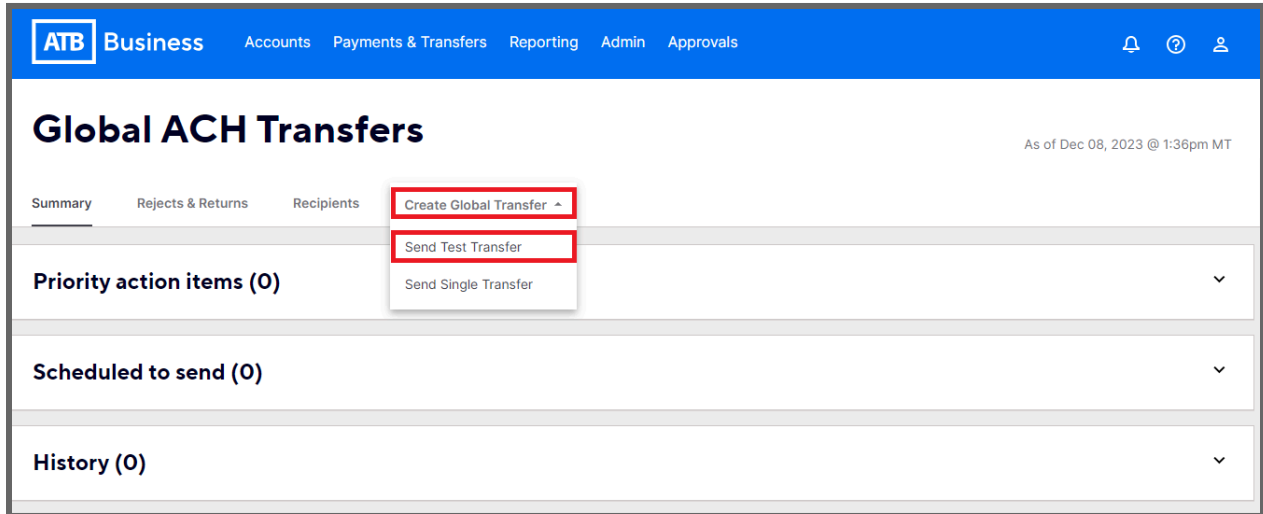 ATB Business Accounts Payments & Transfers Reporting Admin Approvals
Global ACH Transfers
As of Dec 08, 2023 @ 1:36pm MT
Summary Rejects & Returns Recipients Create Global Transfer
Send Test Transfer
Send Single Transfer
Priority action items (0)
Scheduled to send (0)
History (0)